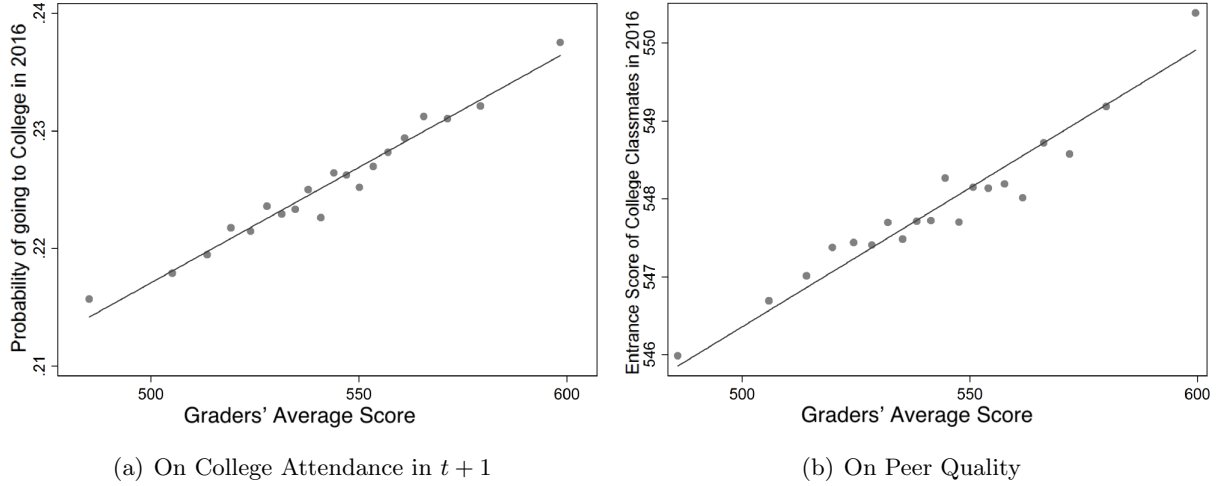 Probability of going to College in 2016
.24
.23
.22
.21
500 550 600
Graders' Average Score
(a) On College Attendance in t + 1
Entrance Score of College Classmates in 2016
550
549
548
547
546
500 550 600
Graders' Average Score
(b) On Peer Quality